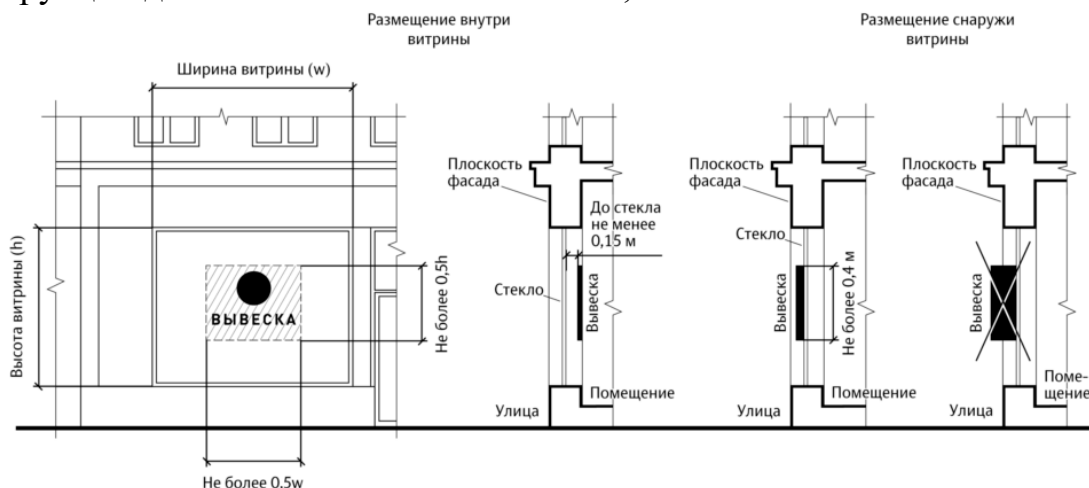 Размещение внутри
витрины
Размещение снаружи
витрины
Ширина витрины (w)
Высота витрины (h)
ВЫВЕСКА
Не более 0,5h
Не более 0,5w
Плоскость
фасада
До стекла
не менее
0,15 м
Стекло
Вывеска
Помещение
Улица
Плоскость
фасада
Стекло
Вывеска
Не более 0,4 м
Помещение
Улица
Плоскость
фасада
Вывеска
Поме-
щение
Улица